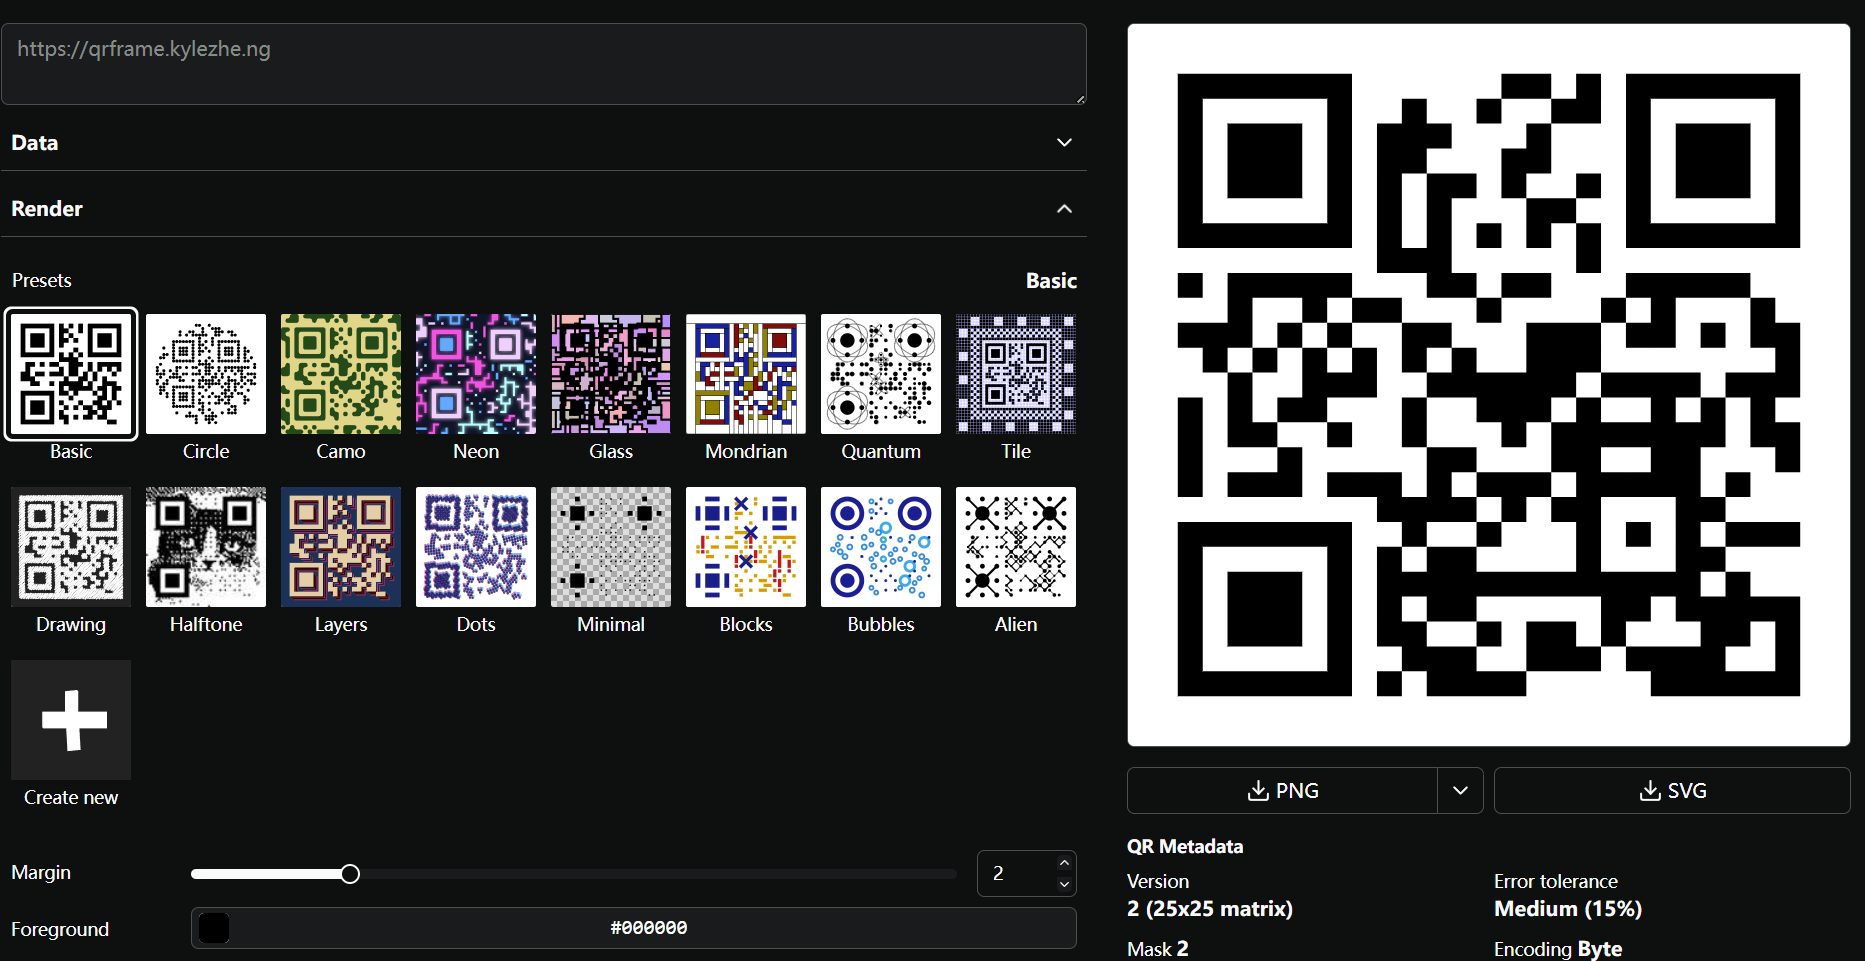 https://qrframe.kylezhe.ng
Data
Render
Presets
Basic
Basic
Circle
Camo
Neon
Glass
Mondrian
Quantum
Tile
Drawing
Halftone
Layers
Dots
Minimal
Blocks
Bubbles
Alien
Create new
Margin
2
Foreground
#000000
PNG
SVG
QR Metadata
Version
2 (25x25 matrix)
Error tolerance
Medium (15%)
Mask 2
Encoding Byte